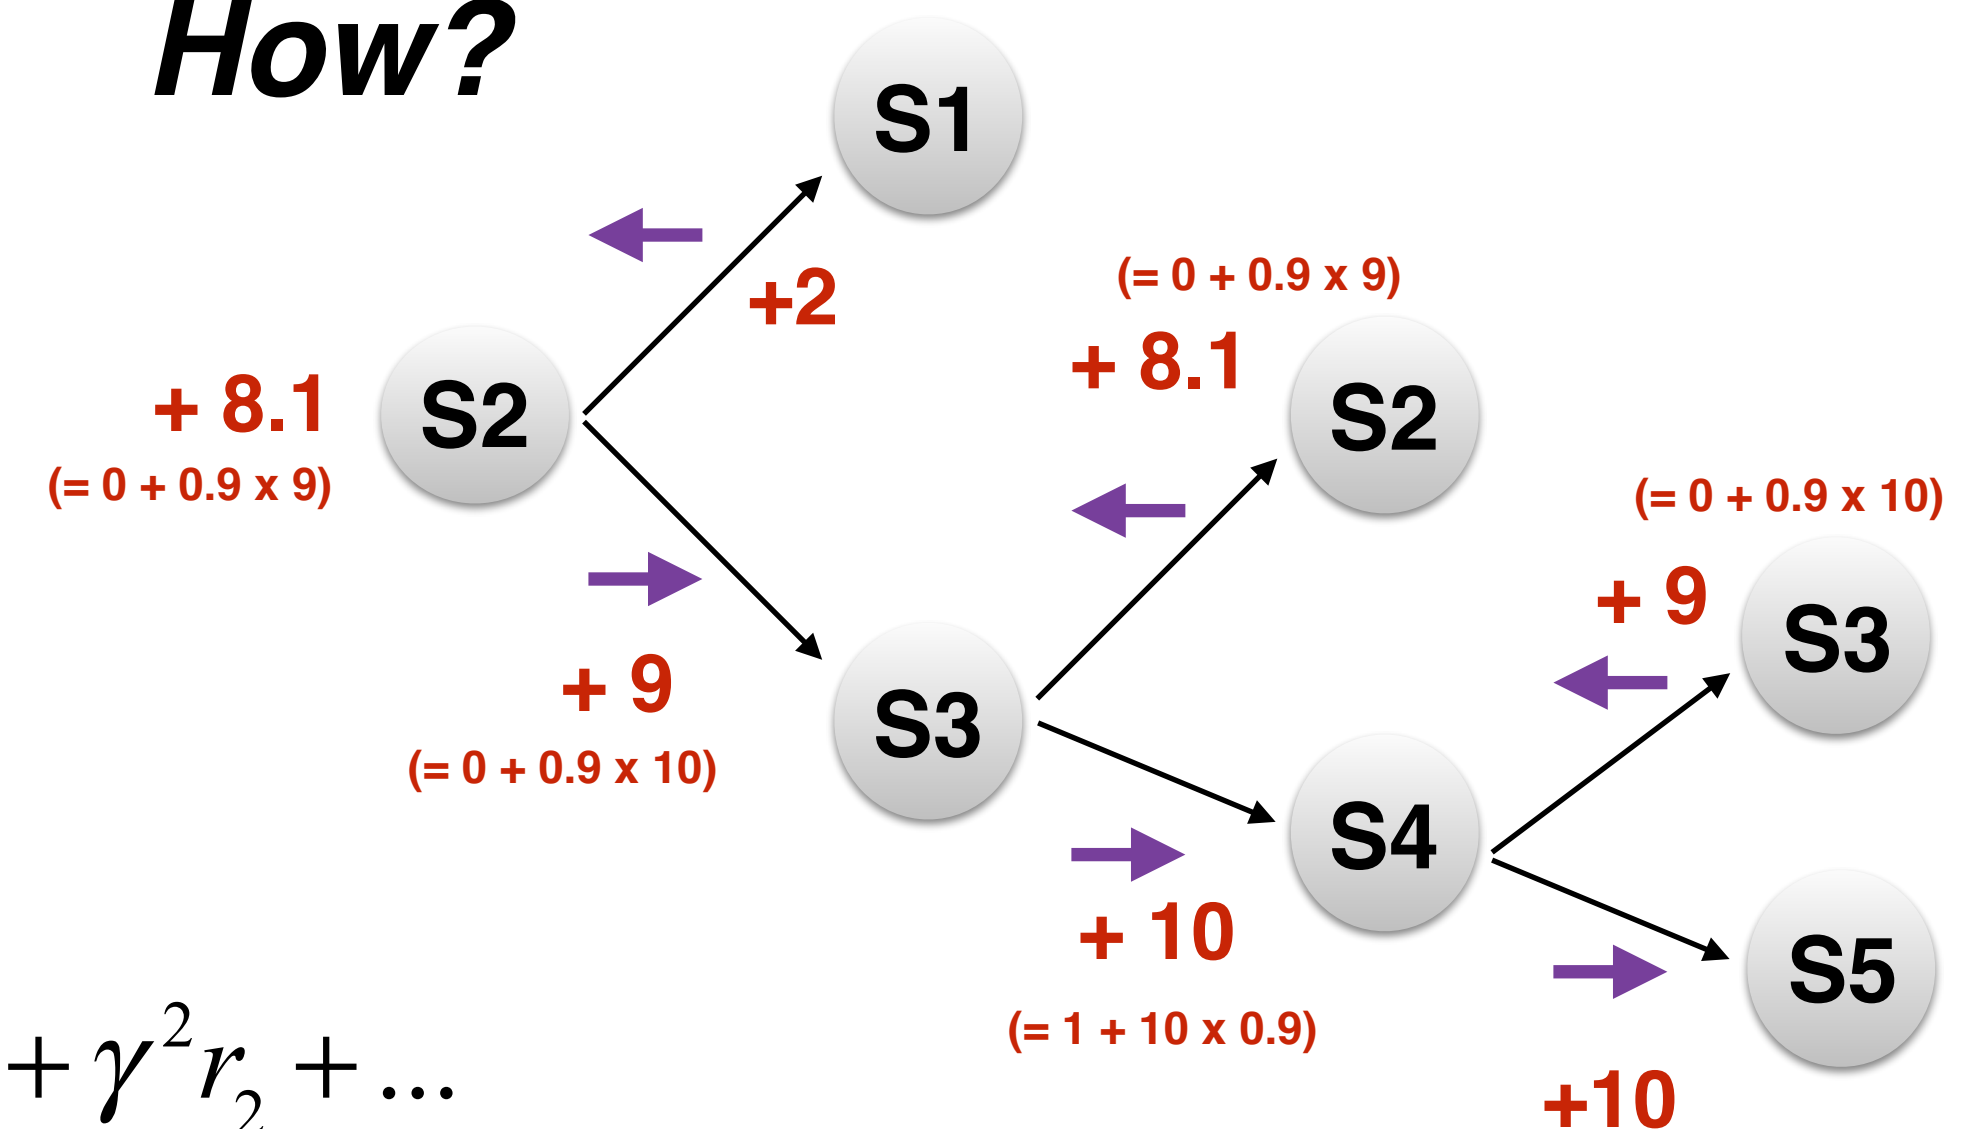 How?
S1
+2
(= 0 + 0.9 x 9)
+ 8.1
S2
+ 8.1
S2
(= 0 + 0.9 x 9)
(= 0 + 0.9 x 10)
+ 9
S3
+ 9
(= 0 + 0.9 x 10)
S3
S4
+ 10
(= 1 + 10 x 0.9)
S5
+10
+ γ²r₂ + ...